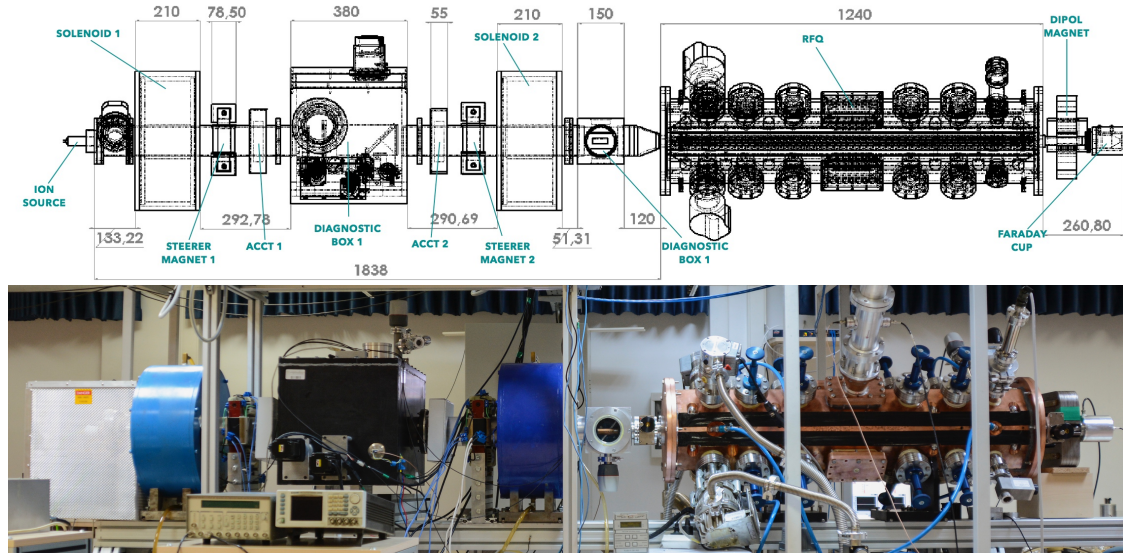 210
78,50
380
55
210
150
1240
DIPOL
MAGNET
SOLENOID 1
SOLENOID 2
RFQ
ION
SOURCE
292,78
290,69
133,22
STEERER
MAGNET 1
ACCT 1
DIAGNOSTIC
BOX 1
ACCT 2
STEERER
MAGNET 2
51,31
120
DIAGNOSTIC
BOX 1
FARADAY
CUP
260,80
1838